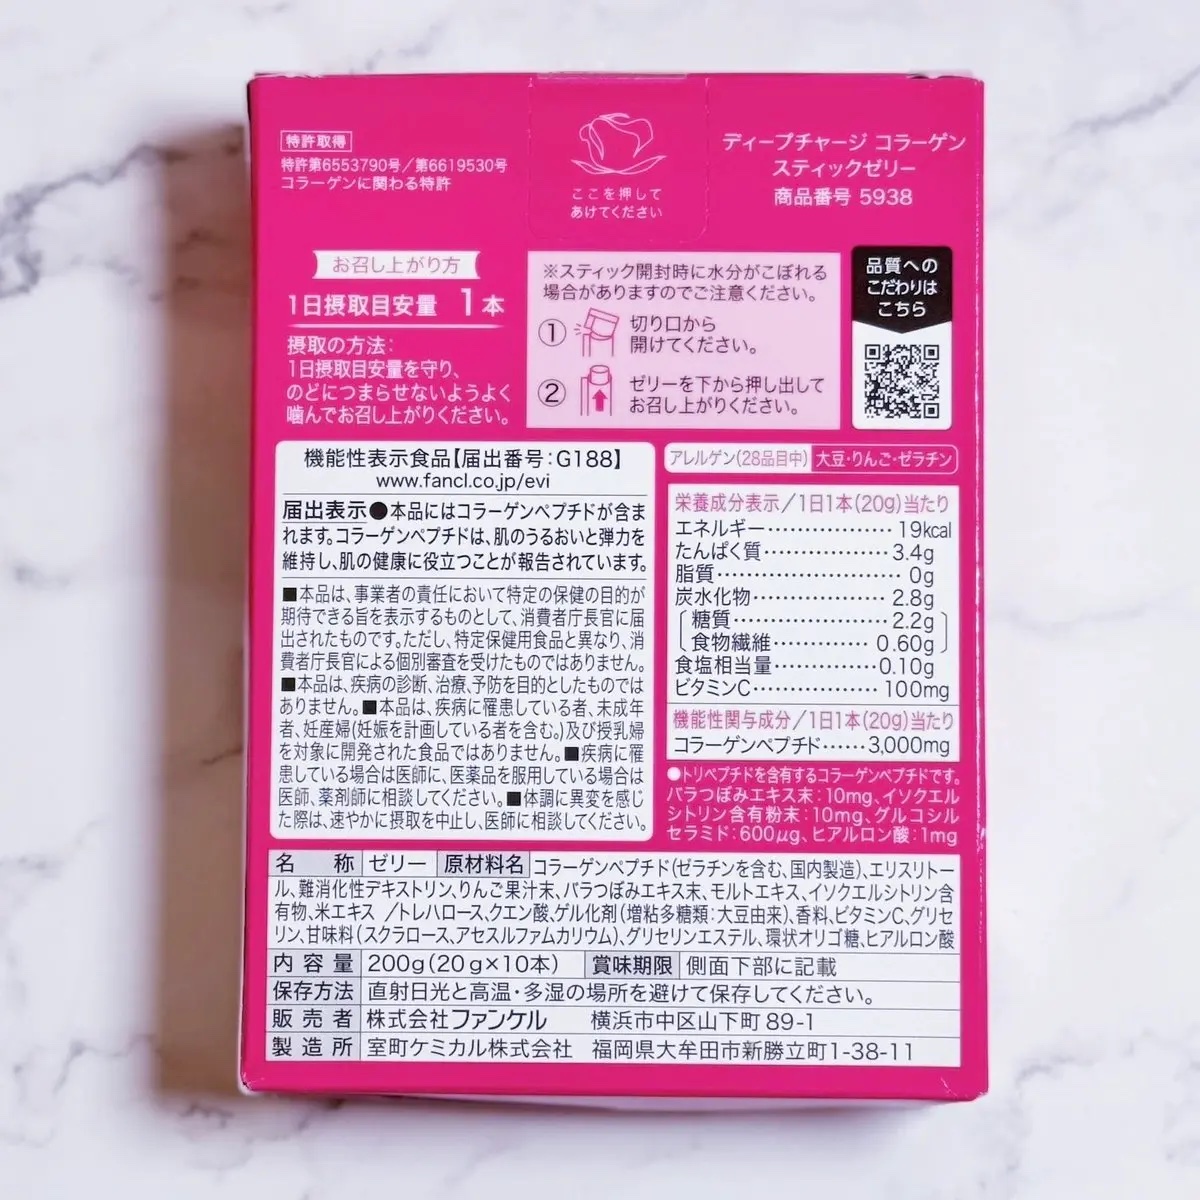 特許取得
特許第6553790号／第6619530号
コラーゲンに関わる特許
ここを押して
あけてください
ディープチャージ コラーゲン
スティックゼリー
商品番号 5938
お召し上がり方
1日摂取目安量 1本
摂取の方法：
1日摂取目安量を守り、
のどにつまらせないようよく
噛んでお召し上がりください。
※スティック開封時に水分がこぼれる
場合がありますのでご注意ください。
① 切り口から
開けてください。
② ゼリーを下から押し出して
お召し上がりください。
品質への
こだわりは
こちら
機能性表示食品【届出番号：G188】
www.fancl.co.jp/evi
届出表示●本品にはコラーゲンペプチドが含ま
れます。コラーゲンペプチドは、肌のうるおいと弾力を
維持し、肌の健康に役立つことが報告されています。
■本品は、事業者の責任において特定の保健の目的が
期待できる旨を表示するものとして、消費者庁長官に届
出されたものです。ただし、特定保健用食品と異なり、消
費者庁長官による個別審査を受けたものではありません。
■本品は、疾病の診断、治療、予防を目的としたものでは
ありません。■本品は、疾病に罹患している者、未成年
者、妊産婦(妊娠を計画している者を含む。)及び授乳婦
を対象に開発された食品ではありません。■疾病に罹
患している場合は医師に、医薬品を服用している場合は
医師、薬剤師に相談してください。■体調に異変を感じ
た際は、速やかに摂取を中止し、医師に相談してください。
アレルゲン(28品目中) 大豆・りんご・ゼラチン
栄養成分表示／1日1本(20g)当たり
エネルギー……………19kcal
たんぱく質………………3.4g
脂質………………………0g
炭水化物…………………2.8g
糖質………………………2.2g
食物繊維…………0.60g
食塩相当量…………0.10g
ビタミンC……………100mg
機能性関与成分／1日1本(20g)当たり
コラーゲンペプチド……3,000mg
●トリペプチドを含有するコラーゲンペプチドです。
バラつぼみエキス末：10mg、イソクエル
シトリン含有粉末：10mg、グルコシル
セラミド：600μg、ヒアルロン酸：1mg
名称 ゼリー 原材料名 コラーゲンペプチド(ゼラチンを含む、国内製造)、エリスリトー
ル、難消化性デキストリン、りんご果汁末、バラつぼみエキス末、モルトエキス、イソクエルシトリン含
有物、米エキス ／トレハロース、クエン酸、ゲル化剤(増粘多糖類：大豆由来)、香料、ビタミンC、グリセ
リン、甘味料(スクラロース、アセスルファムカリウム)、グリセリンエステル、環状オリゴ糖、ヒアルロン酸
内容量 200g(20g×10本) 賞味期限 側面下部に記載
保存方法 直射日光と高温・多湿の場所を避けて保存してください。
販売者 株式会社ファンケル 横浜市中区山下町89-1
製造所 室町ケミカル株式会社 福岡県大牟田市新勝立町1-38-11